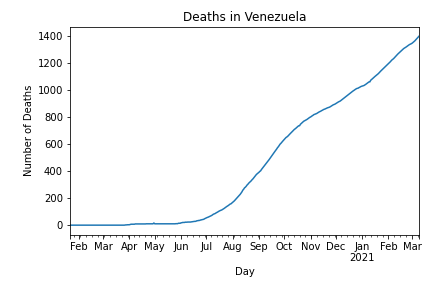 Deaths in Venezuela
Number of Deaths
1400
1200
1000
800
600
400
200
0
Feb Mar Apr May Jun Jul Aug Sep Oct Nov Dec Jan Feb Mar
2021
Day